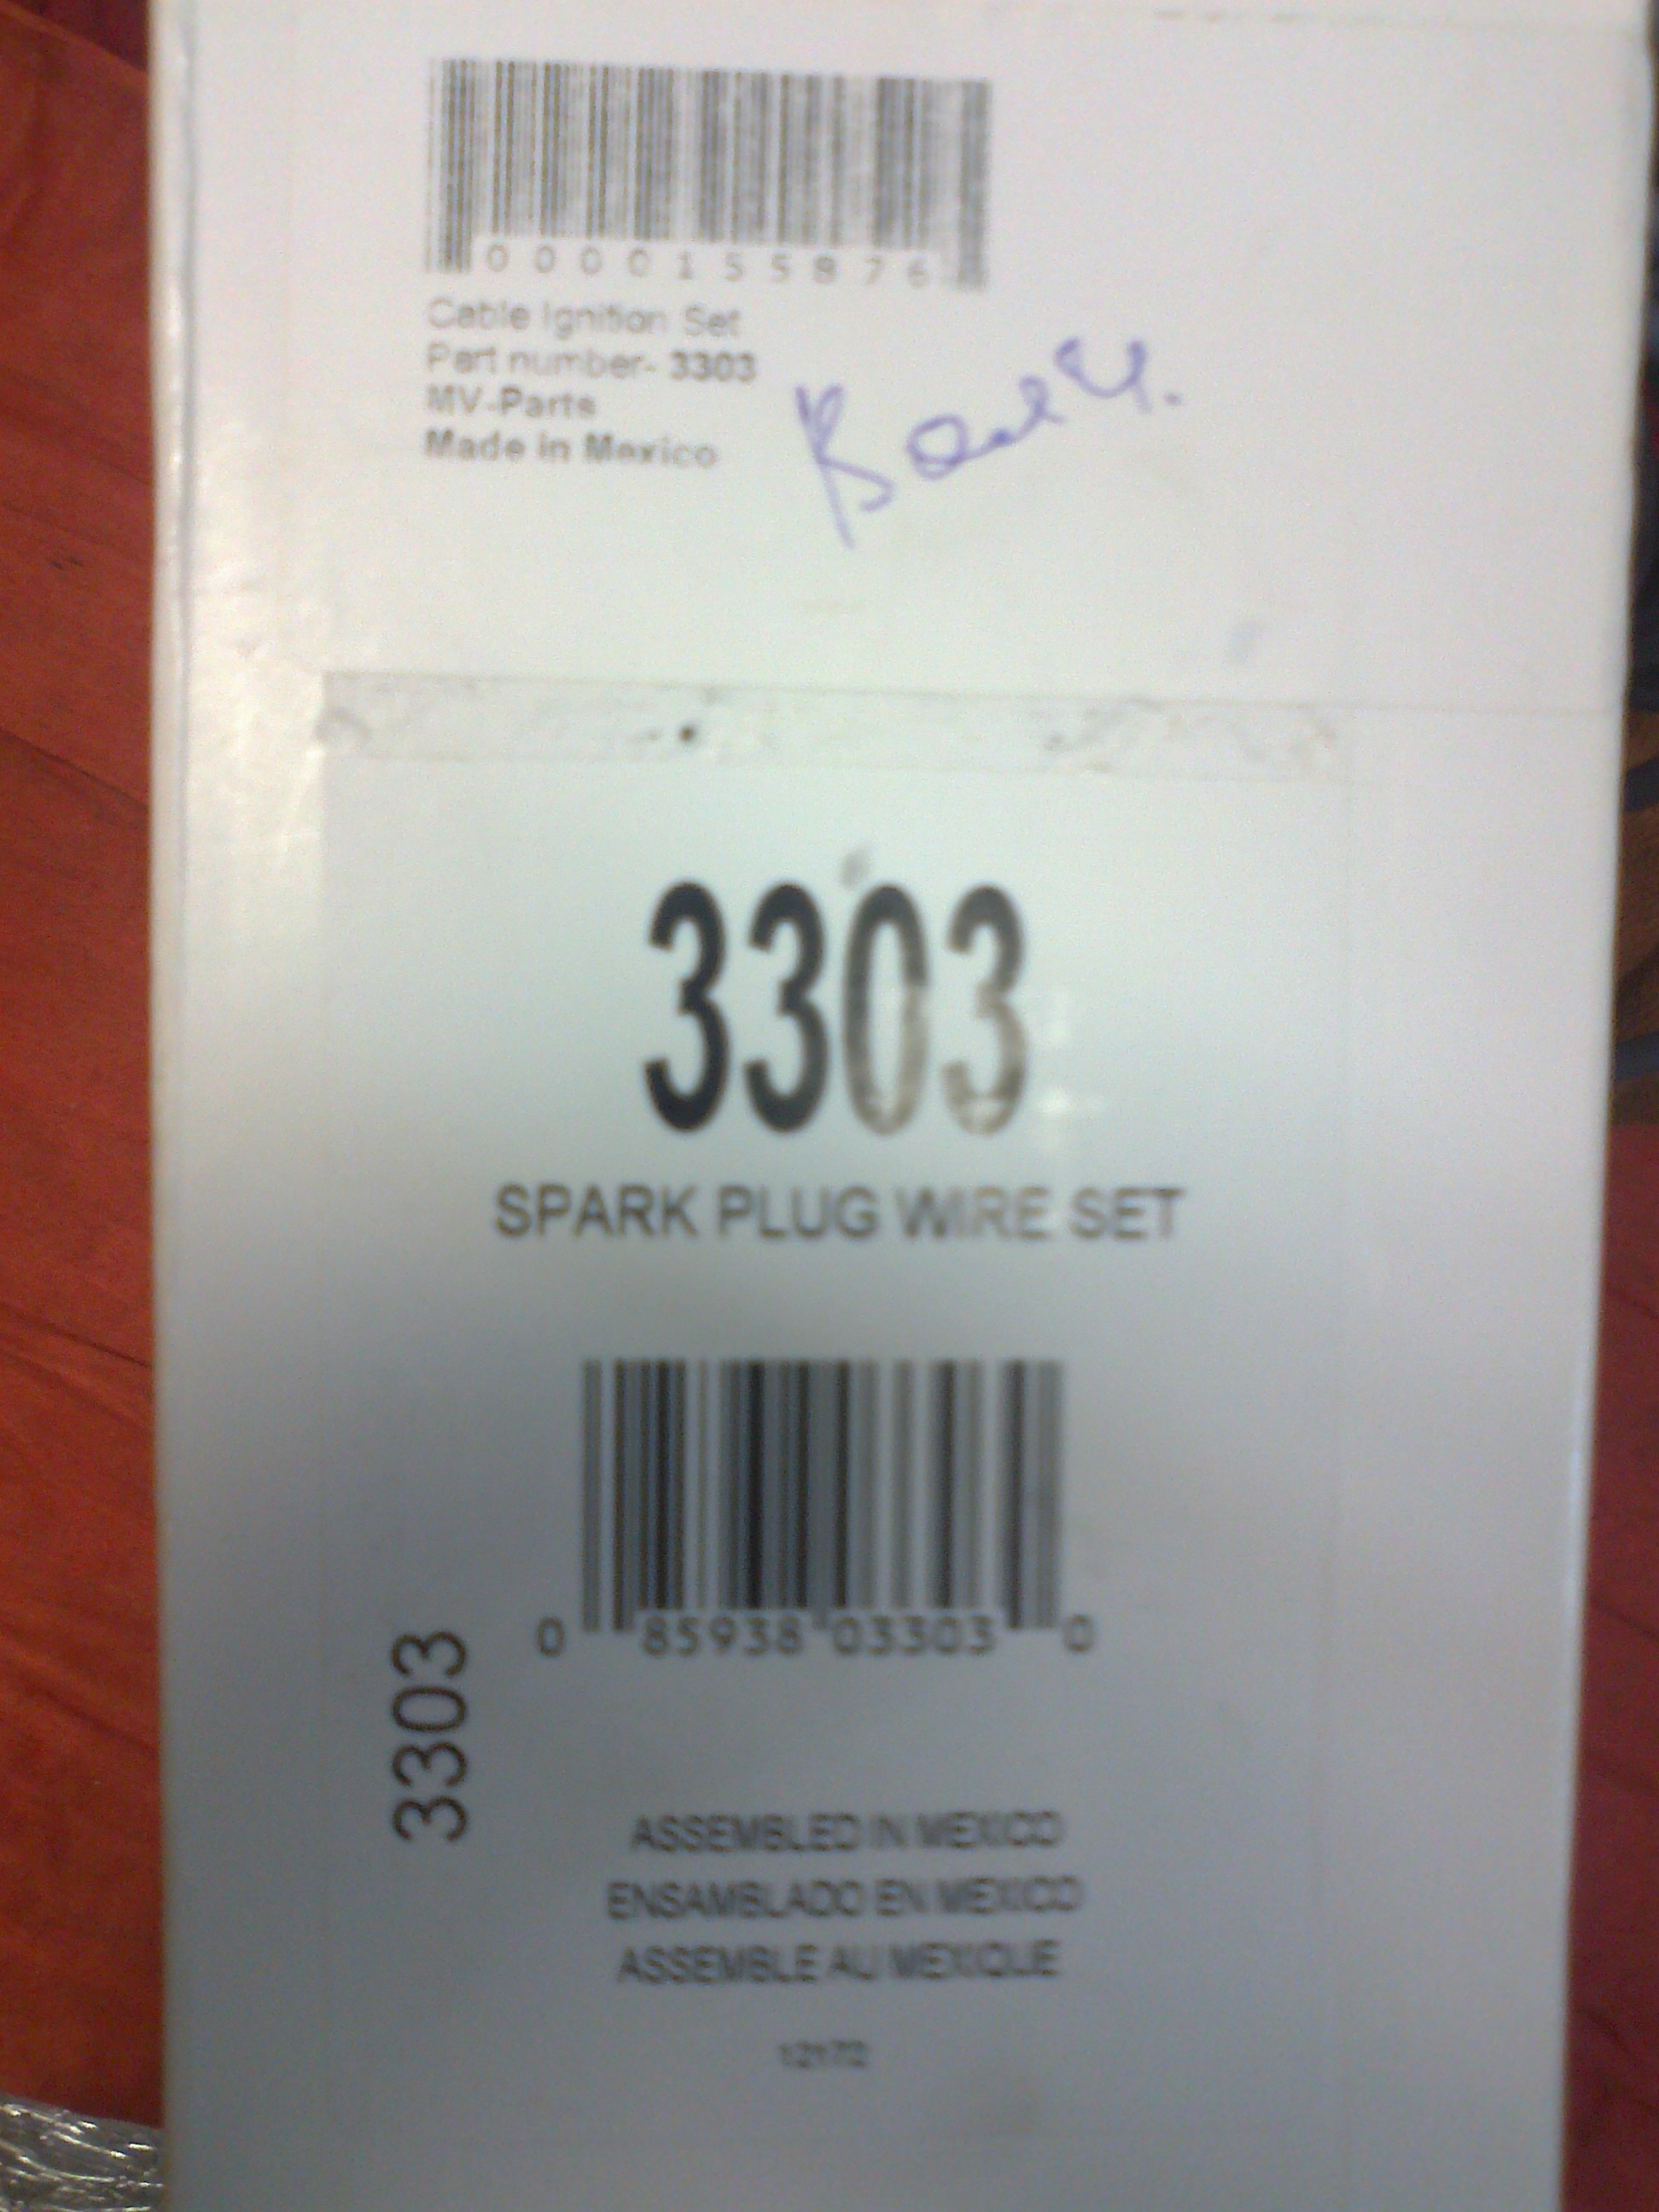 0000155876
Cable Ignition Set
Part number- 3303
MV-Parts
Made in Mexico
3303
SPARK PLUG WIRE SET
0 85938 03303 0
3303
ASSEMBLED IN MEXICO
ENSAMBLADO EN MEXICO
ASSEMBLE AU MEXIQUE